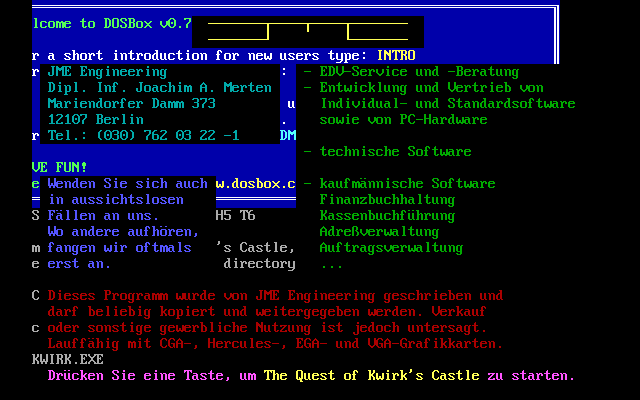 lcome to DOSBox v0.7
r a short introduction for new users type: INTRO
r JME Engineering : - EDV-Service und -Beratung
Dipl. Inf. Joachim A. Merten - Entwicklung und Vertrieb von
Mariendorfer Damm 373 u Individual- und Standardsoftware
12107 Berlin . sowie von PC-Hardware
r Tel.: (030) 762 03 22 -1 DM
- technische Software
VE FUN!
e Wenden Sie sich auch w.dosbox.c - kaufmännische Software
in aussichtslosen Finanzbuchhaltung
S Fällen an uns. H5 T6 Kassenbuchführung
Wo andere aufhören, Adreßverwaltung
m fangen wir oftmals 's Castle, Auftragsverwaltung
e erst an. directory ...
C Dieses Programm wurde von JME Engineering geschrieben und
darf beliebig kopiert und weitergegeben werden. Verkauf
c oder sonstige gewerbliche Nutzung ist jedoch untersagt.
Lauffähig mit CGA-, Hercules-, EGA- und VGA-Grafikkarten.
KWIRK.EXE
Drücken Sie eine Taste, um The Quest of Kwirk's Castle zu starten.